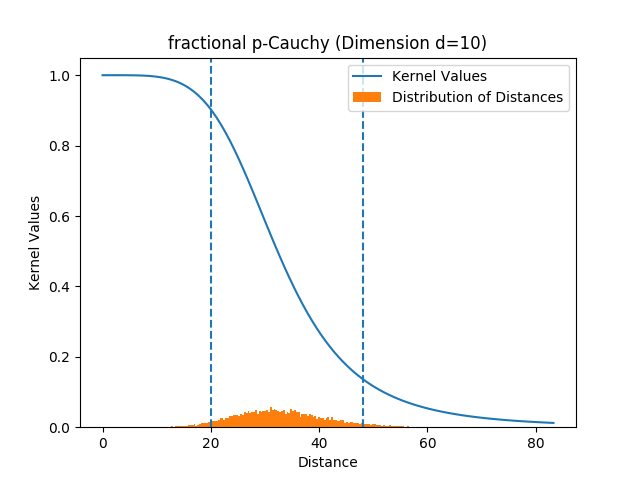 fractional p-Cauchy (Dimension d=10)
Kernel Values
Distribution of Distances
1.0
0.8
0.6
0.4
0.2
0.0
Kernel Values
0
20
40
60
80
Distance